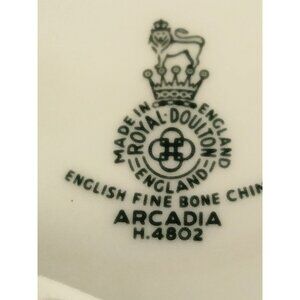 MADE IN ENGLAND
ROYAL·DOULTON
ENGLAND
ENGLISH FINE BONE CHIN
ARCADIA
H.4802